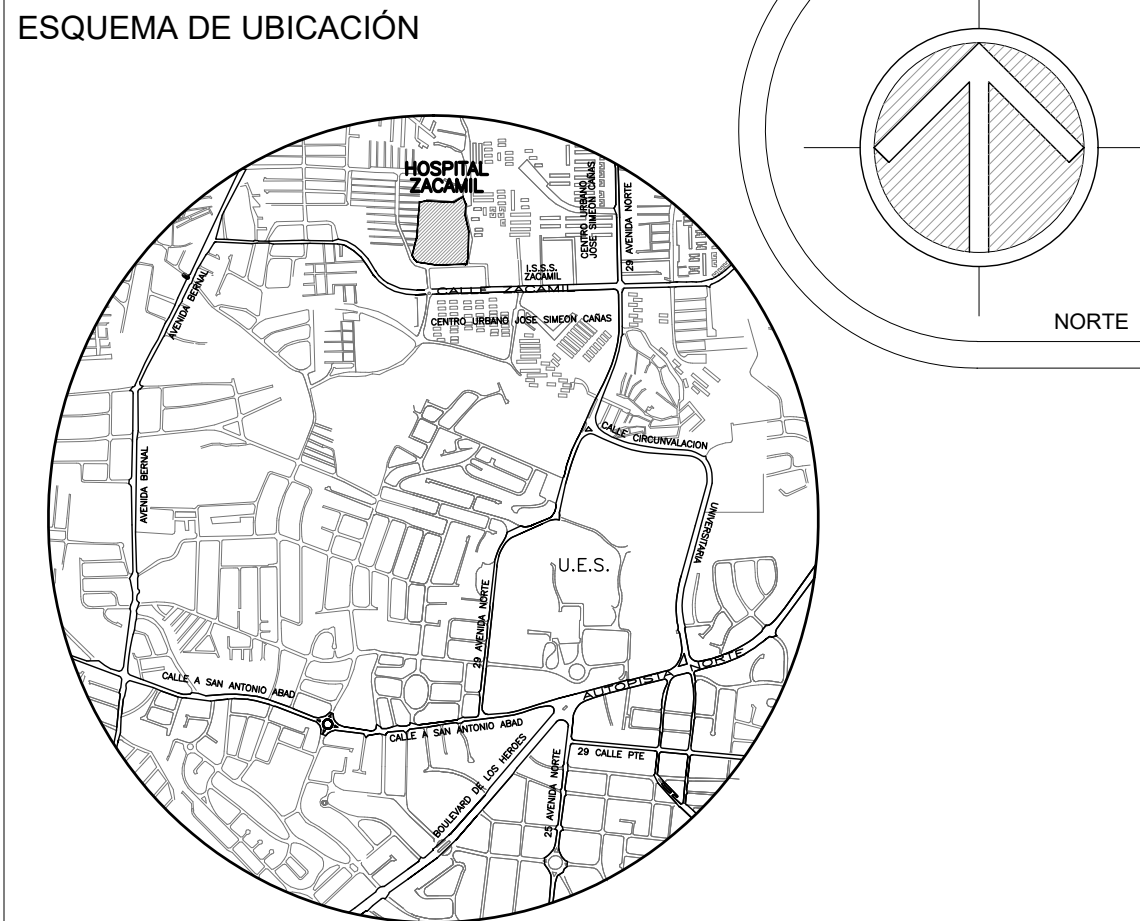 ESQUEMA DE UBICACIÓN
NORTE
HOSPITAL
ZACAMIL
CENTRO URBANO
JOSE SIMEON CAÑAS
29 AVENIDA NORTE
I.S.S.S.
ZACAMIL
CALLE ZACAMIL
AVENIDA BERNAL
CENTRO URBANO JOSE SIMEON CAÑAS
CALLE CIRCUNVALACION
AVENIDA BERNAL
UNIVERSITARIA
U.E.S.
29 AVENIDA NORTE
AUTOPISTA NORTE
CALLE A SAN ANTONIO ABAD
CALLE A SAN ANTONIO ABAD
BOULEVARD DE LOS HEROES
25 AVENIDA NORTE
29 CALLE PTE